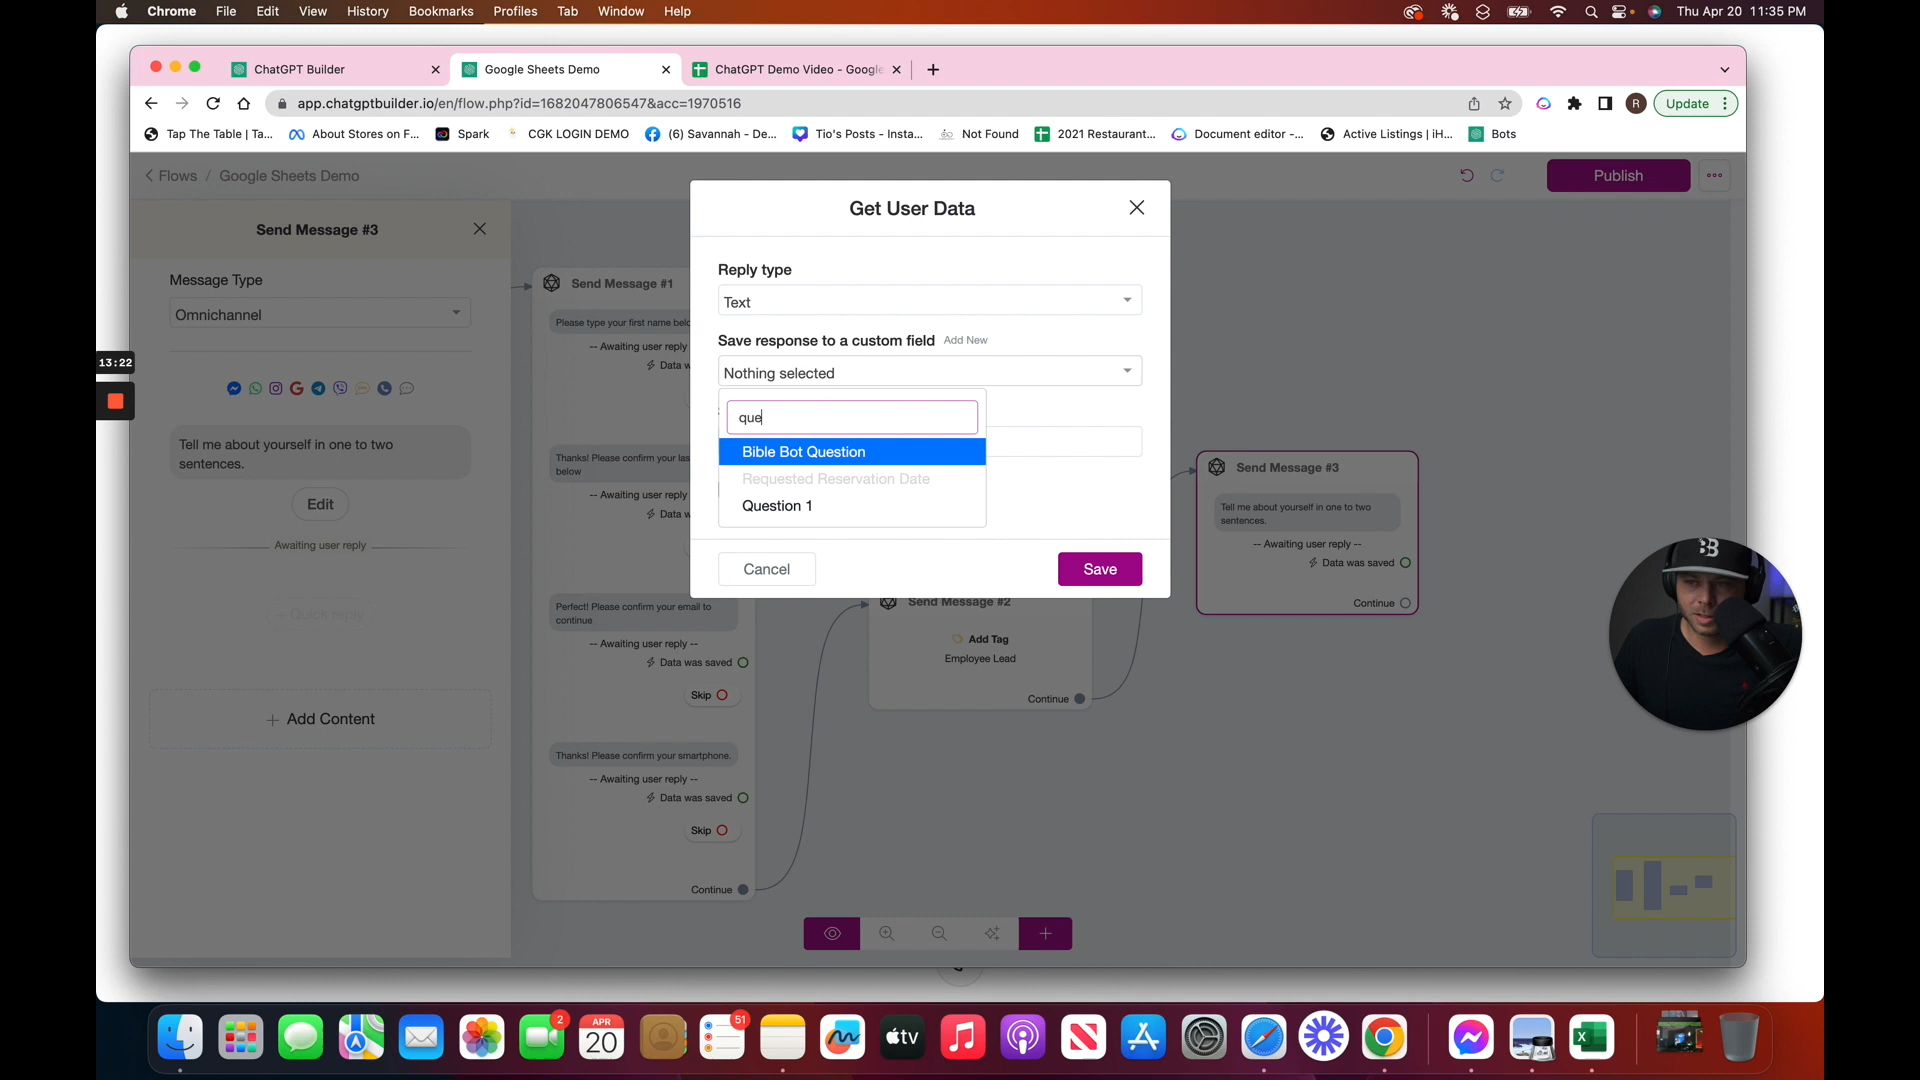 Chrome File Edit View History Bookmarks Profiles Tab Window Help
Thu Apr 20 11:35 PM
ChatGPT Builder
Google Sheets Demo
ChatGPT Demo Video - Google
app.chatgptbuilder.io/en/flow.php?id=1682047806547&acc=1970516
R
Update
Tap The Table | Ta...
About Stores on F...
Spark
CGK LOGIN DEMO
(6) Savannah - De...
Tio's Posts - Insta...
Not Found
2021 Restaurant...
Document editor -...
Active Listings | iH...
Bots
Flows / Google Sheets Demo
Publish
Send Message #3
Message Type
Omnichannel
Tell me about yourself in one to two
sentences.
Edit
Awaiting user reply
+ Quick reply
+ Add Content
13:22
Send Message #1
Please type your first name belo
-- Awaiting user reply
Data w
Thanks! Please confirm your las
below
-- Awaiting user reply
Data w
Perfect! Please confirm your email to
continue
-- Awaiting user reply --
Data was saved
Skip
Thanks! Please confirm your smartphone.
-- Awaiting user reply --
Data was saved
Skip
Continue
Get User Data
Reply type
Text
Save response to a custom field Add New
Nothing selected
que
Bible Bot Question
Requested Reservation Date
Question 1
Cancel
Save
Send Message #2
Add Tag
Employee Lead
Continue
Send Message #3
Tell me about yourself in one to two
sentences.
-- Awaiting user reply --
Data was saved
Continue
2
APR
20
51
tv